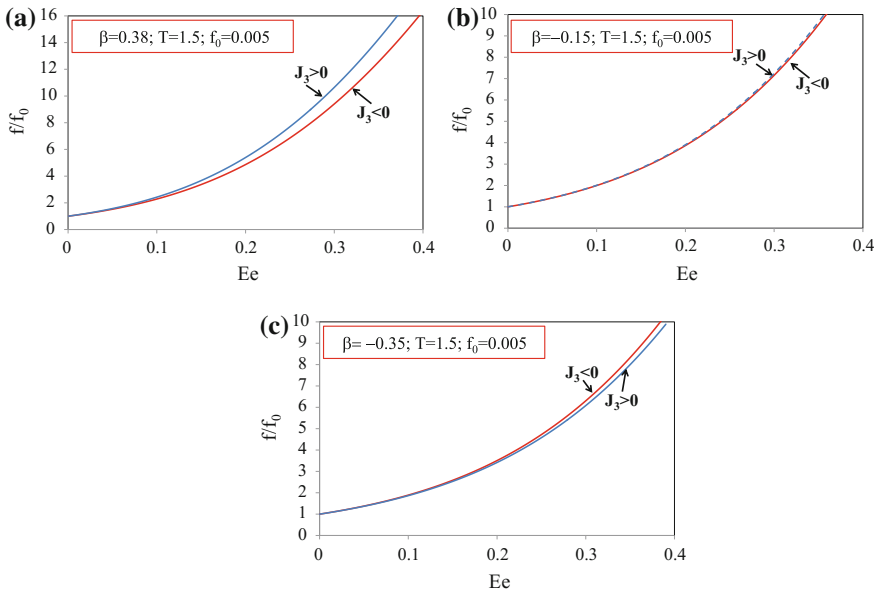 (a)
β=0.38; T=1.5; f₀=0.005
16
14
12
10
8
6
4
2
0
f/f₀
J₃>0
J₃<0
0 0.1 0.2 0.3 0.4
Ee
(b)
β=−0.15; T=1.5; f₀=0.005
10
9
8
7
6
5
4
3
2
1
0
f/f₀
J₃>0
J₃<0
0 0.1 0.2 0.3 0.4
Ee
(c)
β= −0.35; T=1.5; f₀=0.005
10
9
8
7
6
5
4
3
2
1
0
f/f₀
J₃<0
J₃>0
0 0.1 0.2 0.3 0.4
Ee